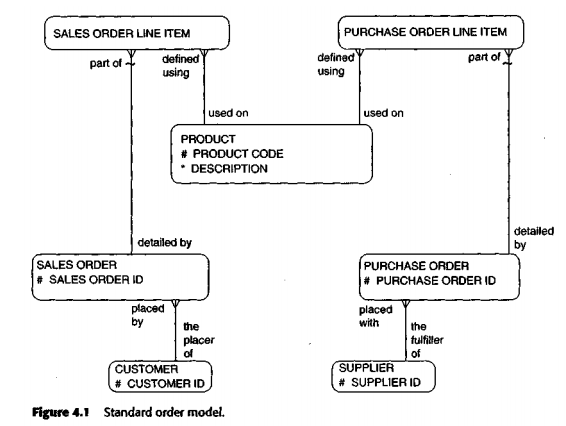 SALES ORDER LINE ITEM
PURCHASE ORDER LINE ITEM
part of
defined
using
defined
using
part of
used on
used on
PRODUCT
# PRODUCT CODE
* DESCRIPTION
detailed by
detailed
by
SALES ORDER
# SALES ORDER ID
PURCHASE ORDER
# PURCHASE ORDER ID
placed
by
the
placer
of
placed
with
the
fulfiller
of
CUSTOMER
# CUSTOMER ID
SUPPLIER
# SUPPLIER ID
Figure 4.1 Standard order model.